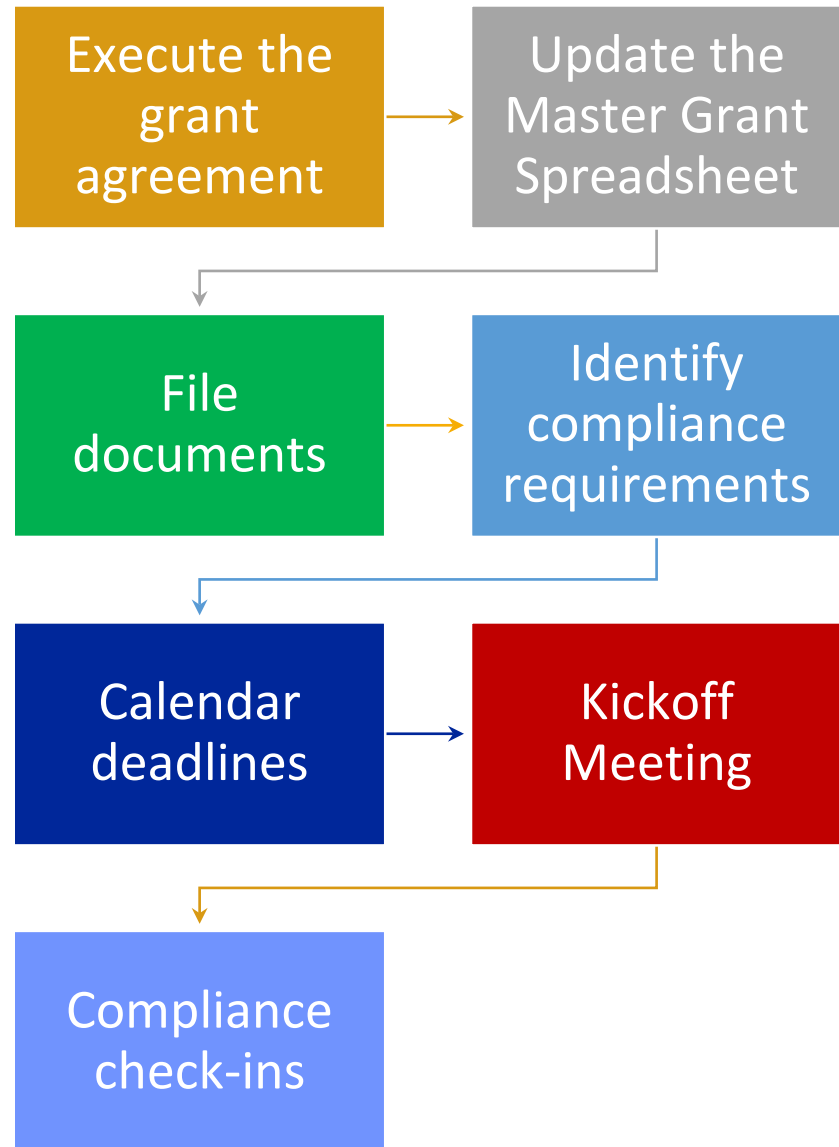 Execute the
grant
agreement
Update the
Master Grant
Spreadsheet
File
documents
Identify
compliance
requirements
Calendar
deadlines
Kickoff
Meeting
Compliance
check-ins